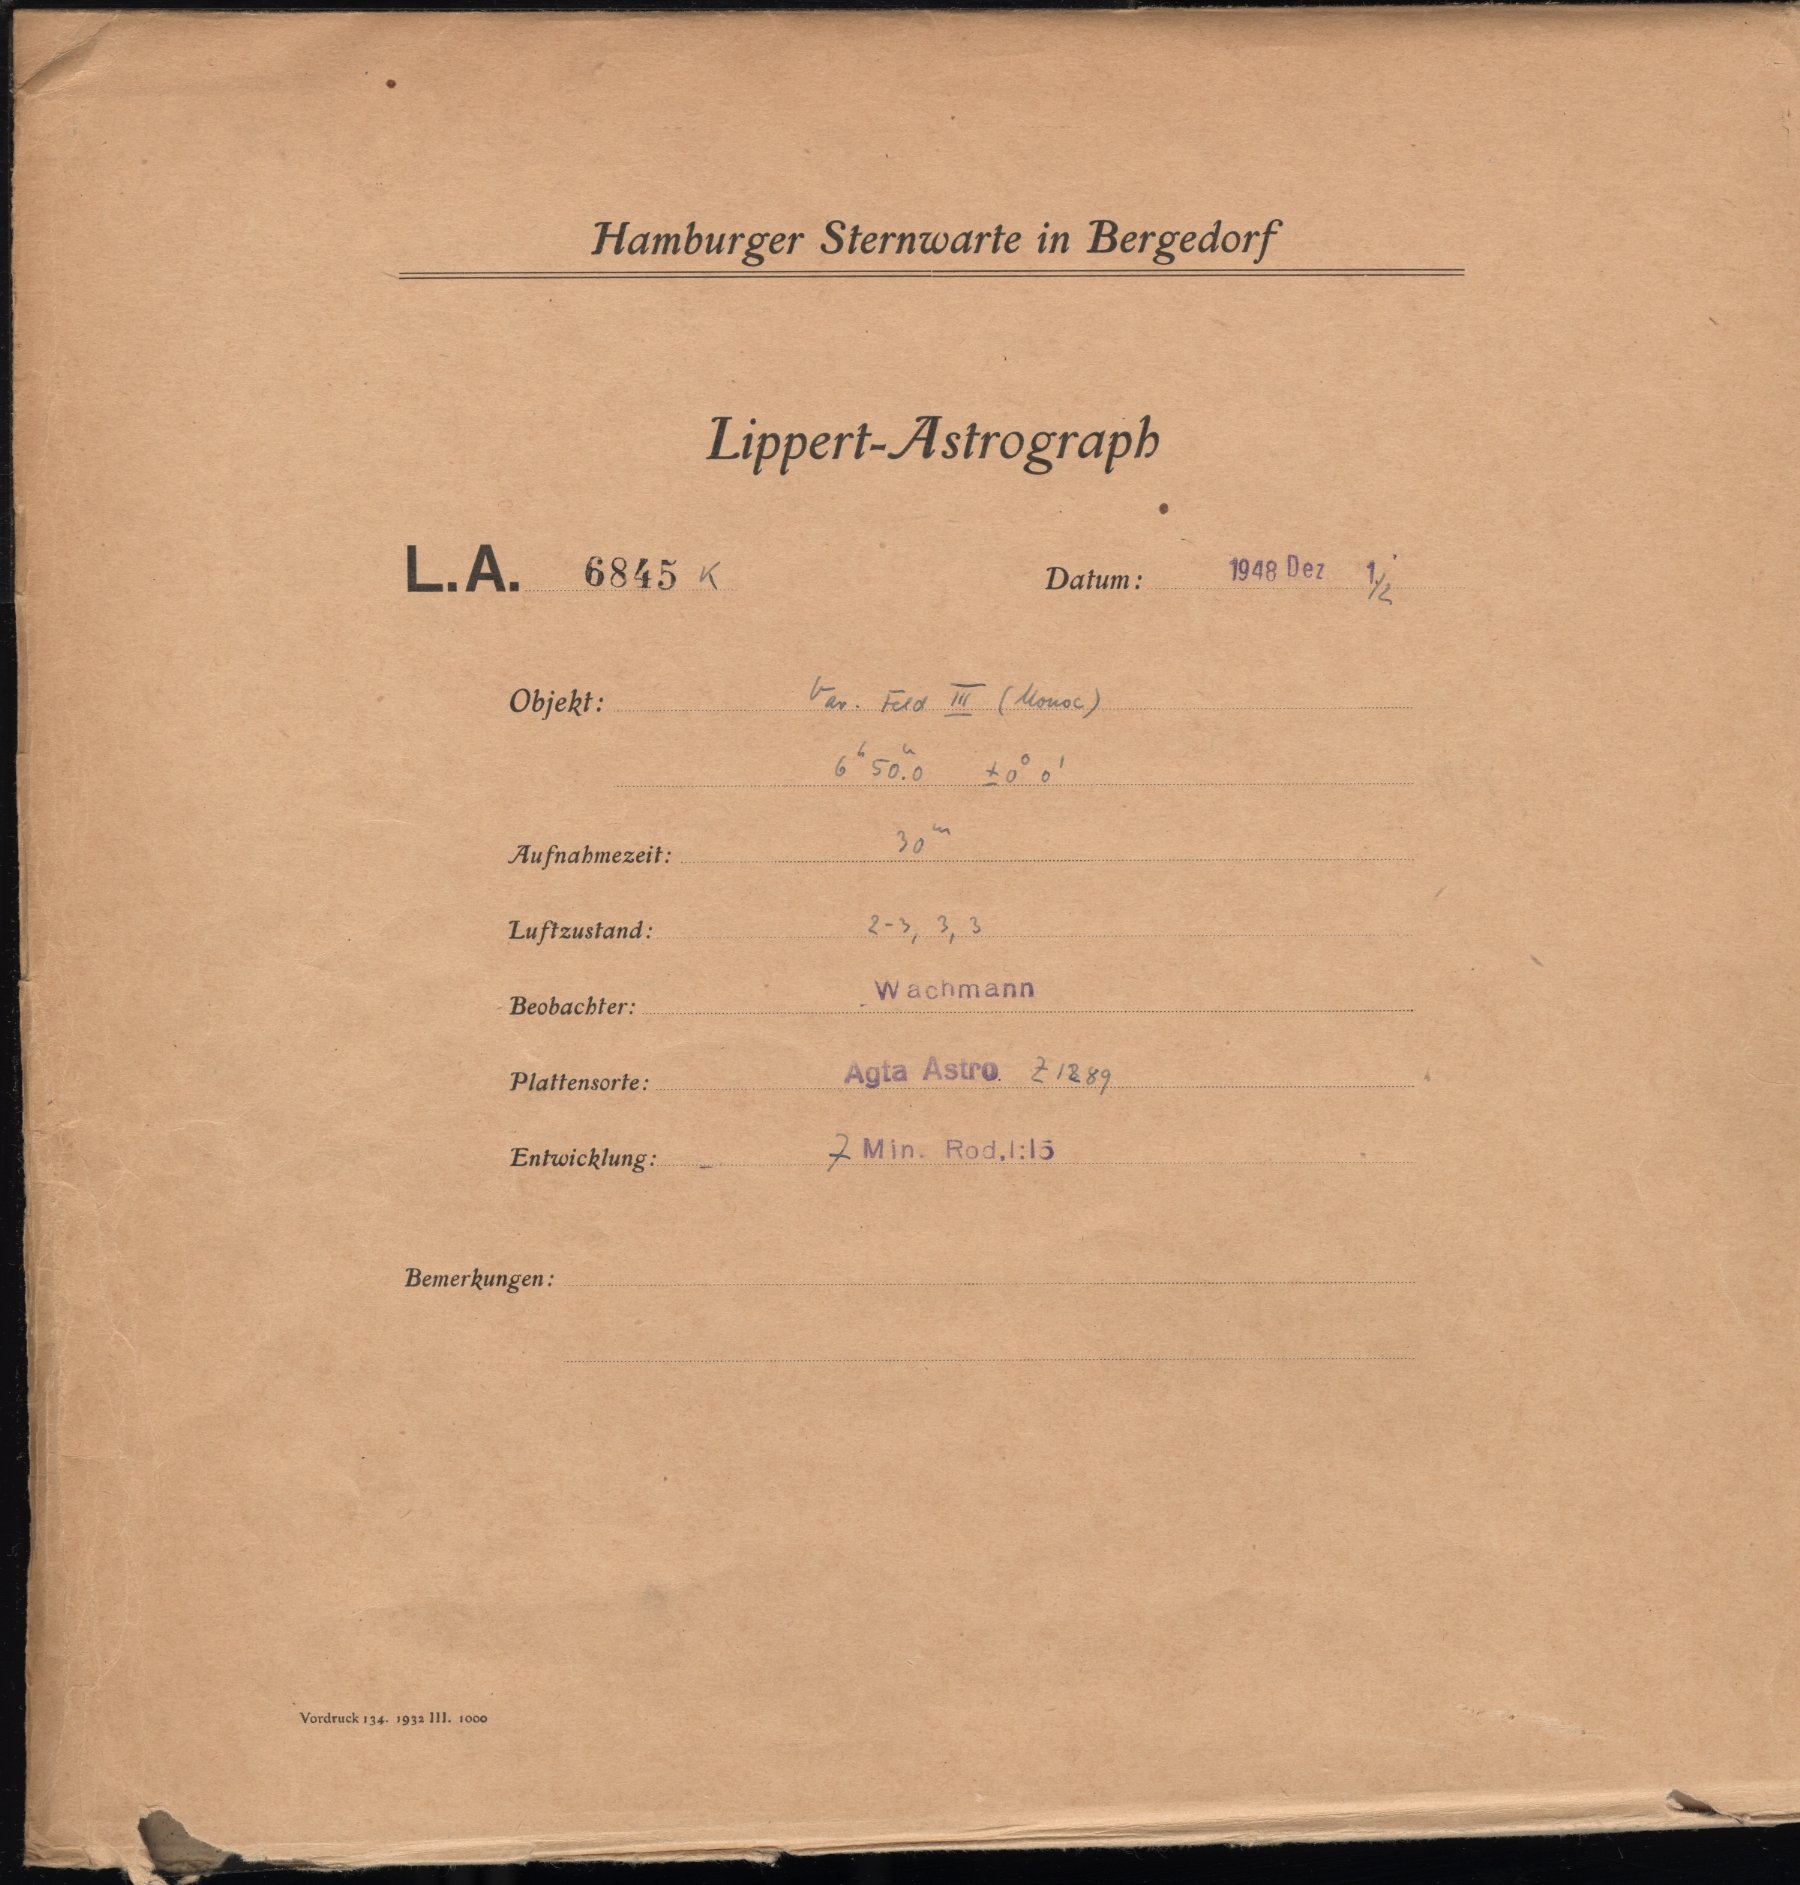 Hamburger Sternwarte in Bergedorf
Lippert-Astrograph
L.A. 6845 K Datum: 1948 Dez 1/2
Objekt: Var. Feld III (Monoc)
6ʰ 50.ᵐ0 ±0° 0'
Aufnahmezeit: 30ᵐ
Luftzustand: 2-3, 3, 3
Beobachter: Wachmann
Plattensorte: Agfa Astro Z 1289
Entwicklung: 7 Min. Rod.1:15
Bemerkungen:
Vordruck 134. 1932 III. 1000